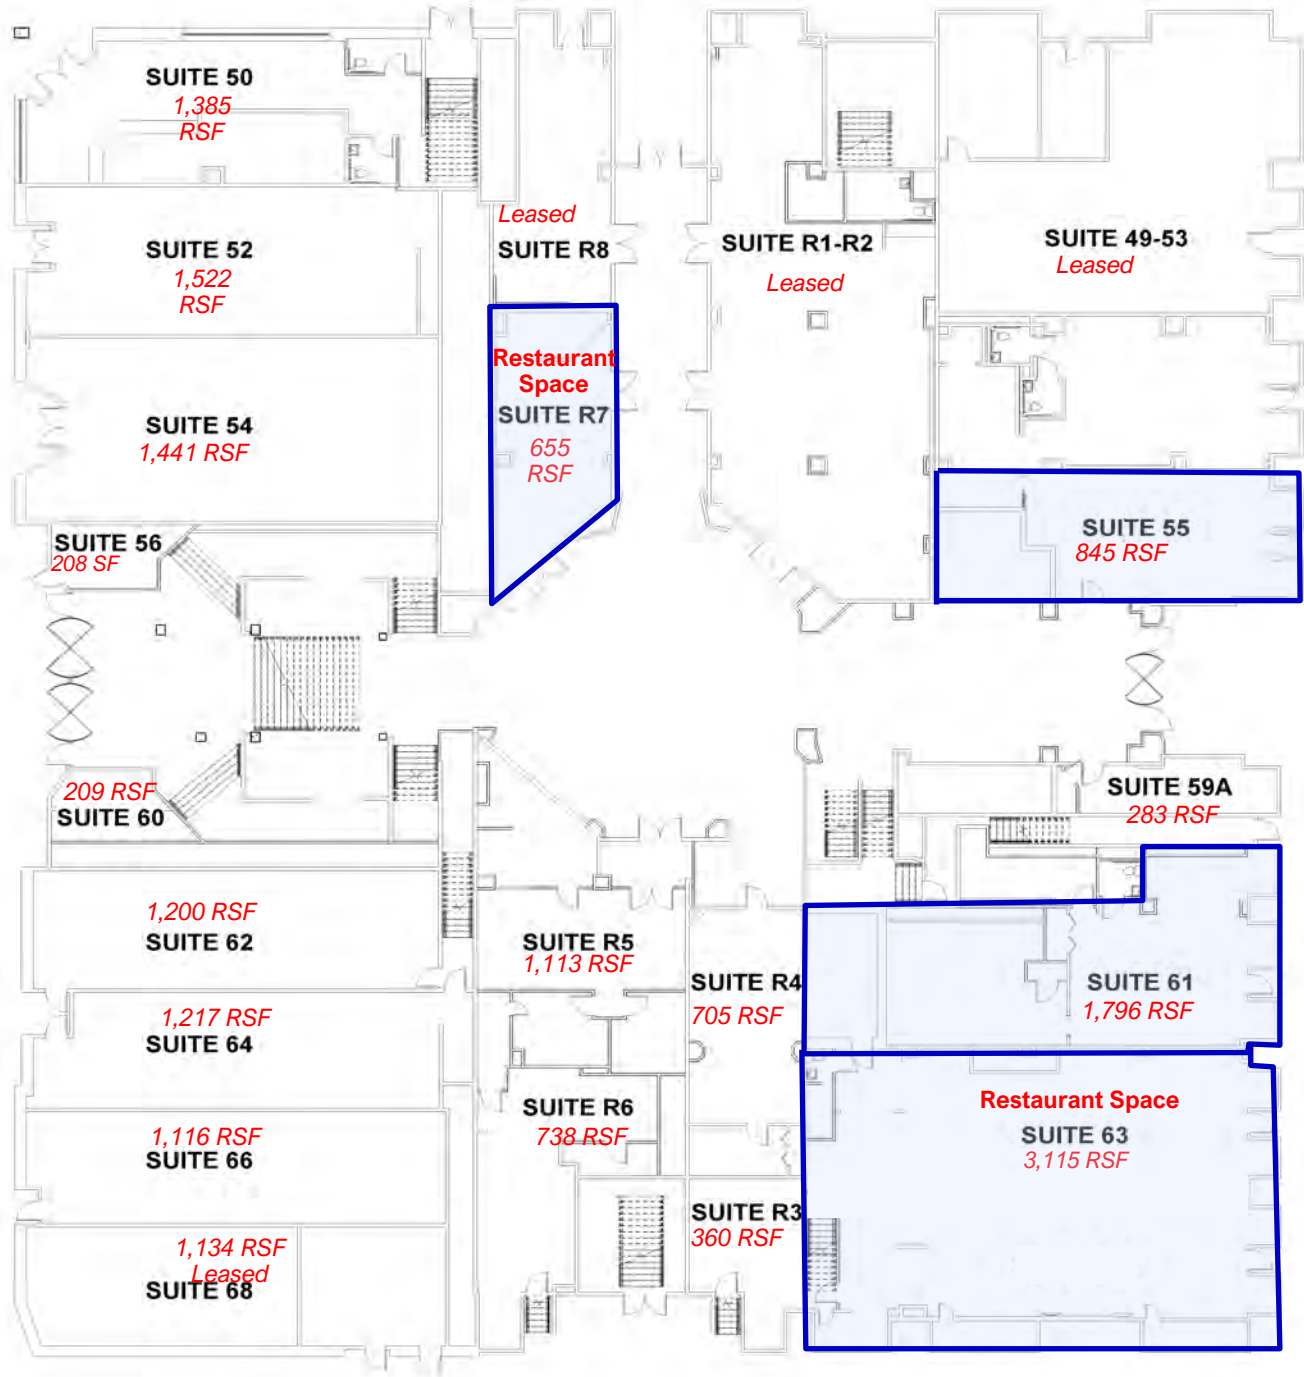 SUITE 50
1,385
RSF
Leased
SUITE 52
1,522
RSF
SUITE R8
SUITE R1-R2
Leased
SUITE 49-53
Leased
Restaurant
Space
SUITE R7
655
RSF
SUITE 54
1,441 RSF
SUITE 56
208 SF
SUITE 55
845 RSF
209 RSF
SUITE 60
SUITE 59A
283 RSF
1,200 RSF
SUITE 62
SUITE R5
1,113 RSF
SUITE R4
705 RSF
SUITE 61
1,796 RSF
1,217 RSF
SUITE 64
SUITE R6
738 RSF
Restaurant Space
SUITE 63
3,115 RSF
1,116 RSF
SUITE 66
SUITE R3
360 RSF
1,134 RSF
Leased
SUITE 68